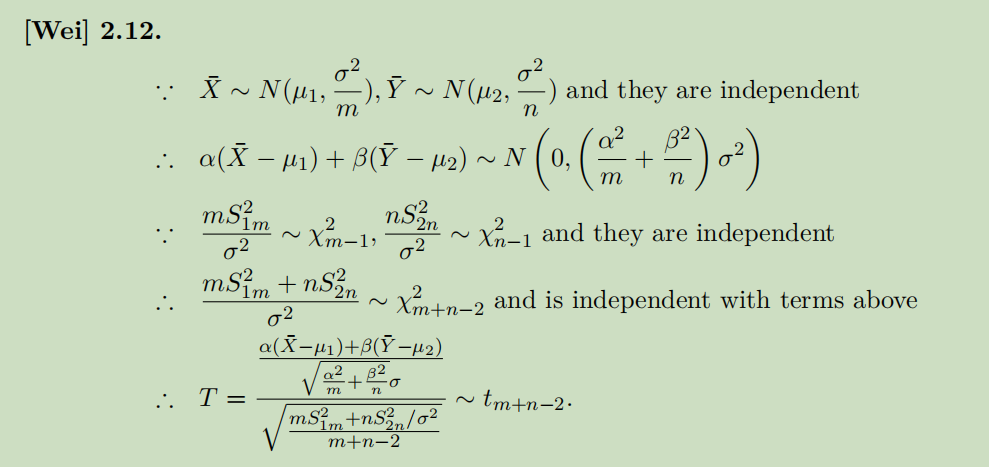 [Wei] 2.12.
∵ X̄ ∼ N(μ₁, σ²/m), Ȳ ∼ N(μ₂, σ²/n) and they are independent
∴ α(X̄ − μ₁) + β(Ȳ − μ₂) ∼ N(0, (α²/m + β²/n) σ²)
∵ mS²₁ₘ/σ² ∼ χ²ₘ₋₁, nS²₂ₙ/σ² ∼ χ²ₙ₋₁ and they are independent
∴ (mS²₁ₘ + nS²₂ₙ)/σ² ∼ χ²ₘ₊ₙ₋₂ and is independent with terms above
∴ T = ((α(X̄−μ₁)+β(Ȳ−μ₂))/(√(α²/m+β²/n)σ))/√((mS²₁ₘ+nS²₂ₙ/σ²)/(m+n−2)) ∼ tₘ₊ₙ₋₂.